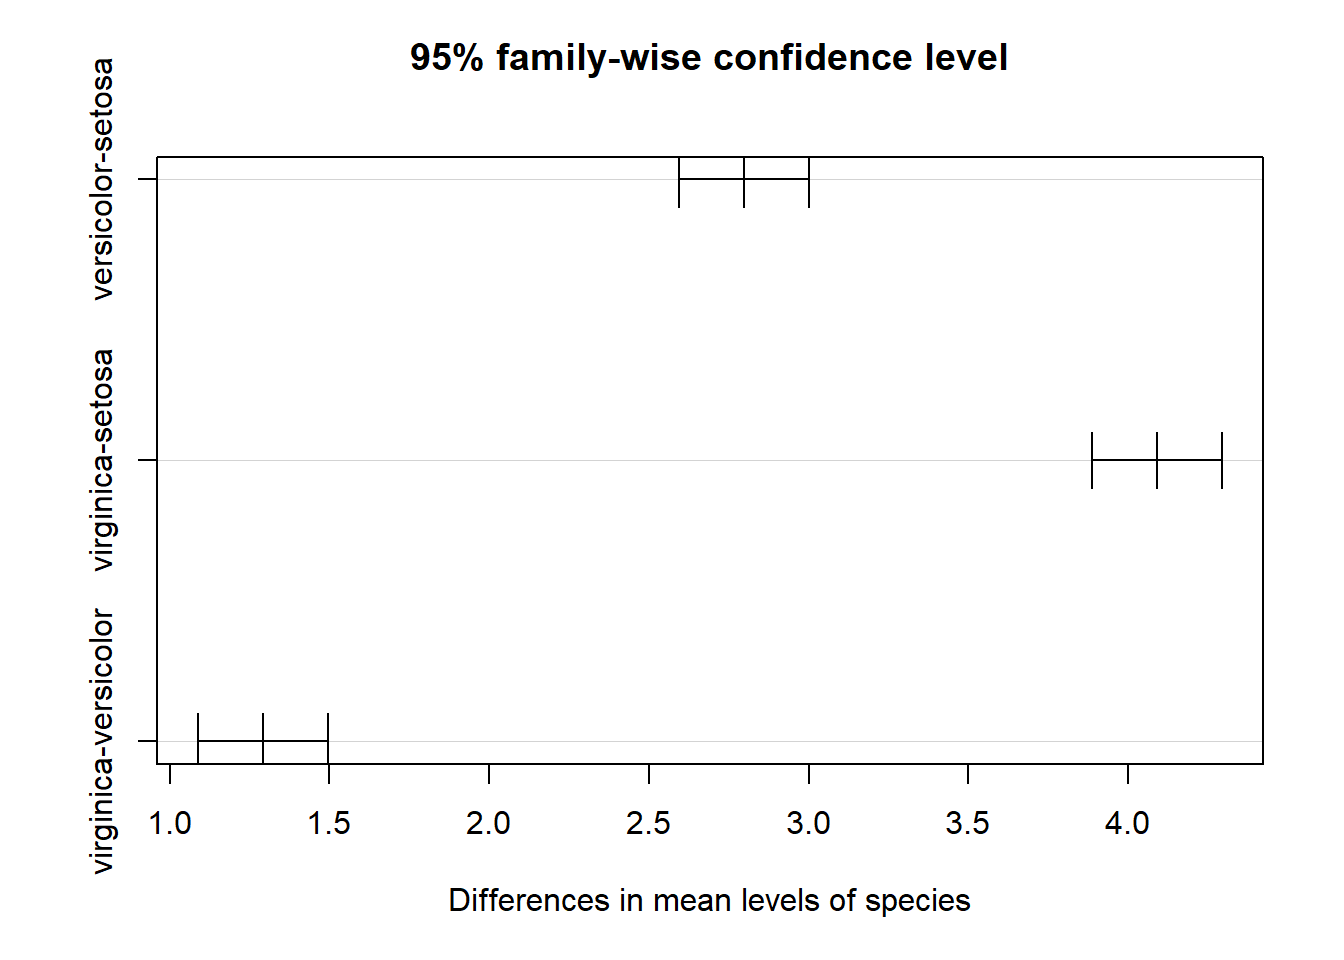 95% family-wise confidence level
versicolor-setosa
virginica-setosa
virginica-versicolor
1.0 1.5 2.0 2.5 3.0 3.5 4.0
Differences in mean levels of species